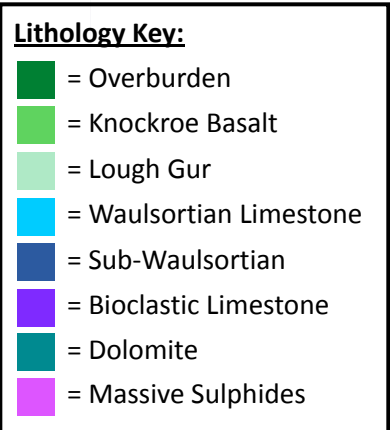 Lithology Key:
= Overburden
= Knockroe Basalt
= Lough Gur
= Waulsortian Limestone
= Sub-Waulsortian
= Bioclastic Limestone
= Dolomite
= Massive Sulphides